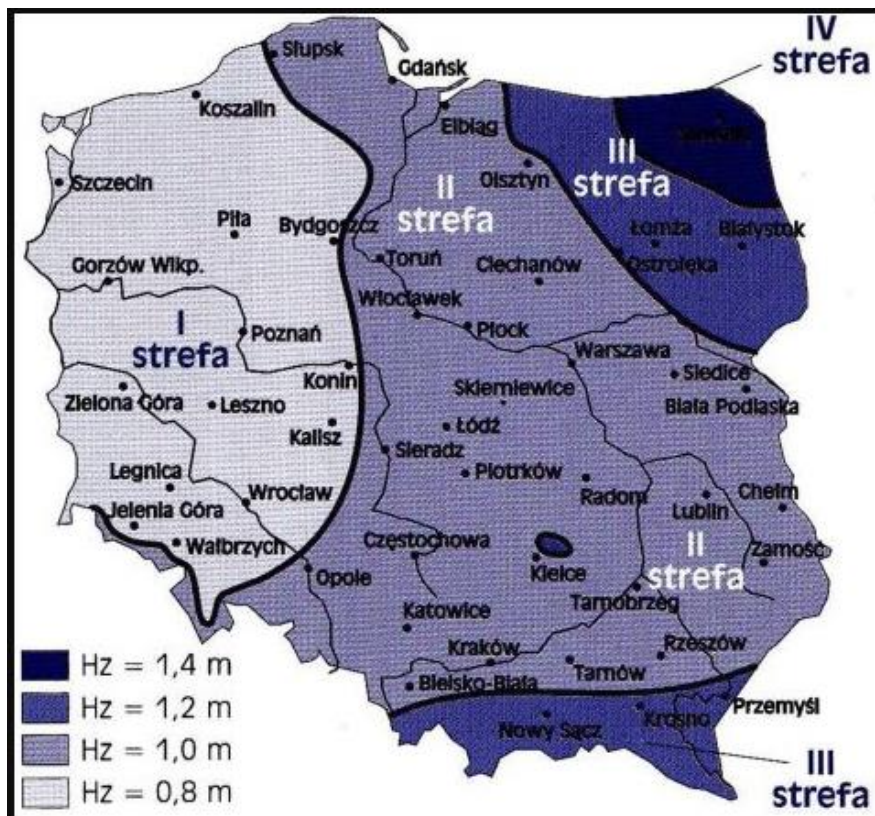 IV
strefa
Słupsk
Gdańsk
Koszalin
Elbląg
Suwałki
III
strefa
Szczecin
II
strefa
Olsztyn
Piła
Bydgoszcz
Łomża
Białystok
Toruń
Ciechanów
Ostrołęka
Gorzów Wlkp.
Włocławek
I
strefa
Poznań
Płock
Warszawa
Konin
Skierniewice
Siedlce
Zielona Góra
Leszno
Biała Podlaska
Kalisz
Łódź
Sieradz
Legnica
Piotrków
Wrocław
Radom
Chełm
Lublin
Jelenia Góra
Wałbrzych
Częstochowa
II
strefa
Zamość
Opole
Kielce
Tarnobrzeg
Katowice
Kraków
Rzeszów
Hz = 1,4 m
Bielsko-Biała
Tarnów
Przemyśl
Hz = 1,2 m
Nowy Sącz
Krosno
Hz = 1,0 m
III
strefa
Hz = 0,8 m